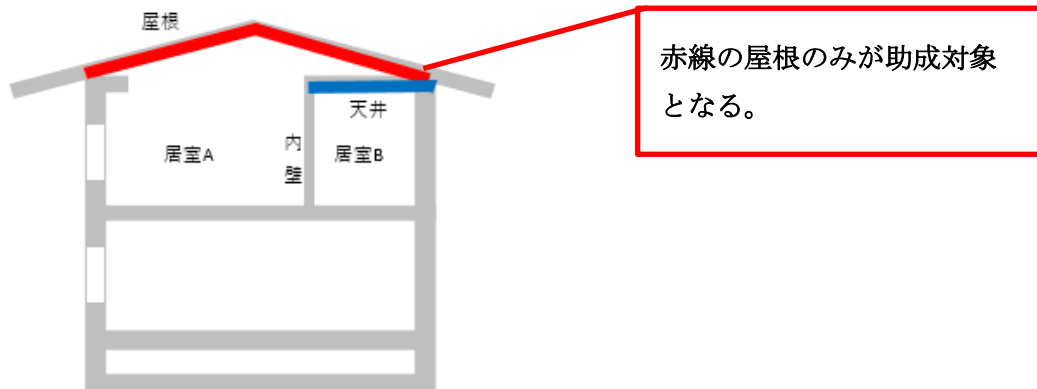 屋根
赤線の屋根のみが助成対象
となる。
天井
居室A
内壁
居室B